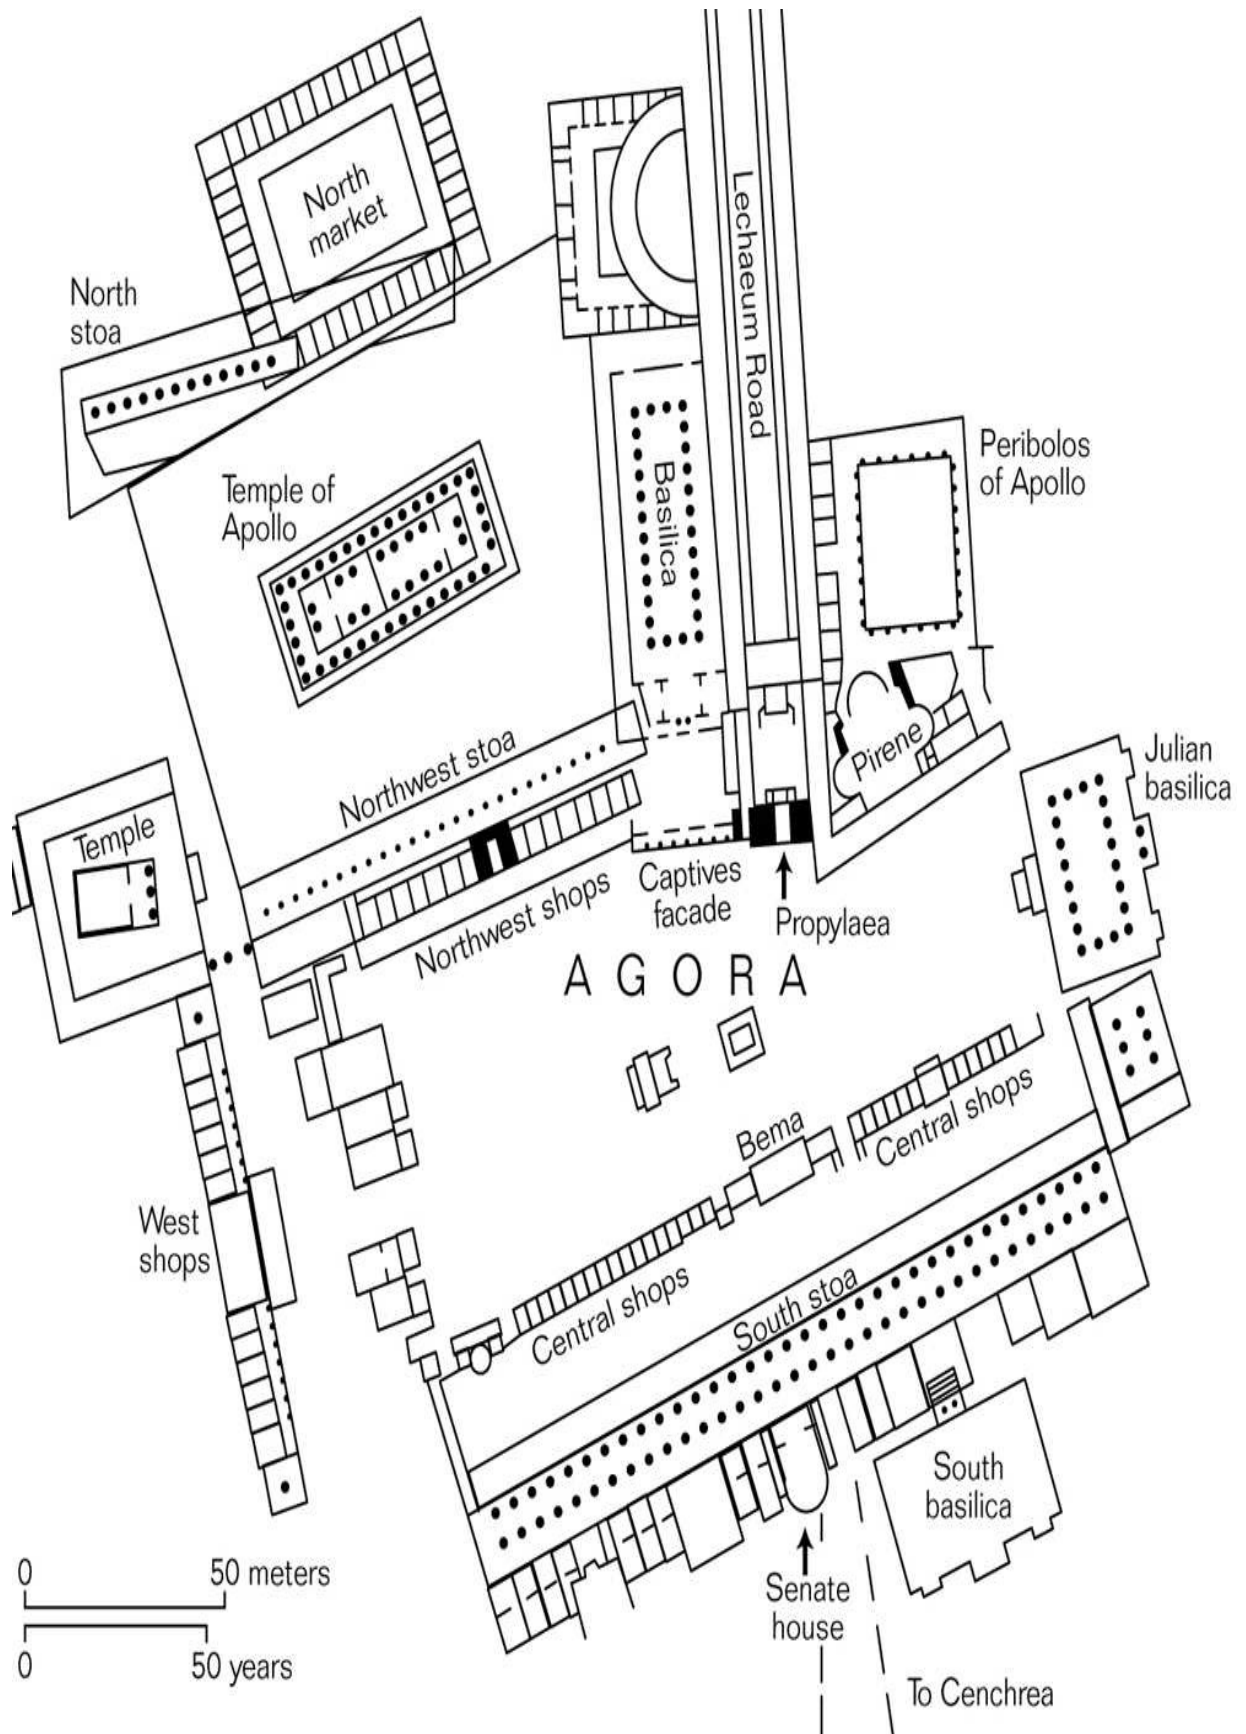 North
market
North
stoa
Lechaeum Road
Peribolos
of Apollo
Temple of
Apollo
Basilica
Northwest stoa
Pirene
Julian
basilica
Temple
Captives
facade
Northwest shops
Propylaea
AGORA
Bema
Central shops
West
shops
Central shops
South stoa
South
basilica
0 50 meters
0 50 years
Senate
house
To Cenchrea